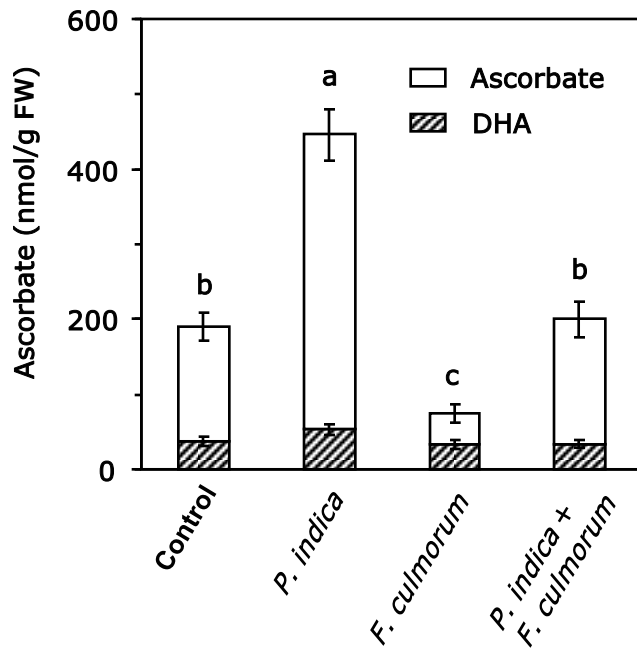 600
400
200
0
Ascorbate (nmol/g FW)
Ascorbate
DHA
b
a
c
b
Control
P. indica
F. culmorum
P. indica +
F. culmorum